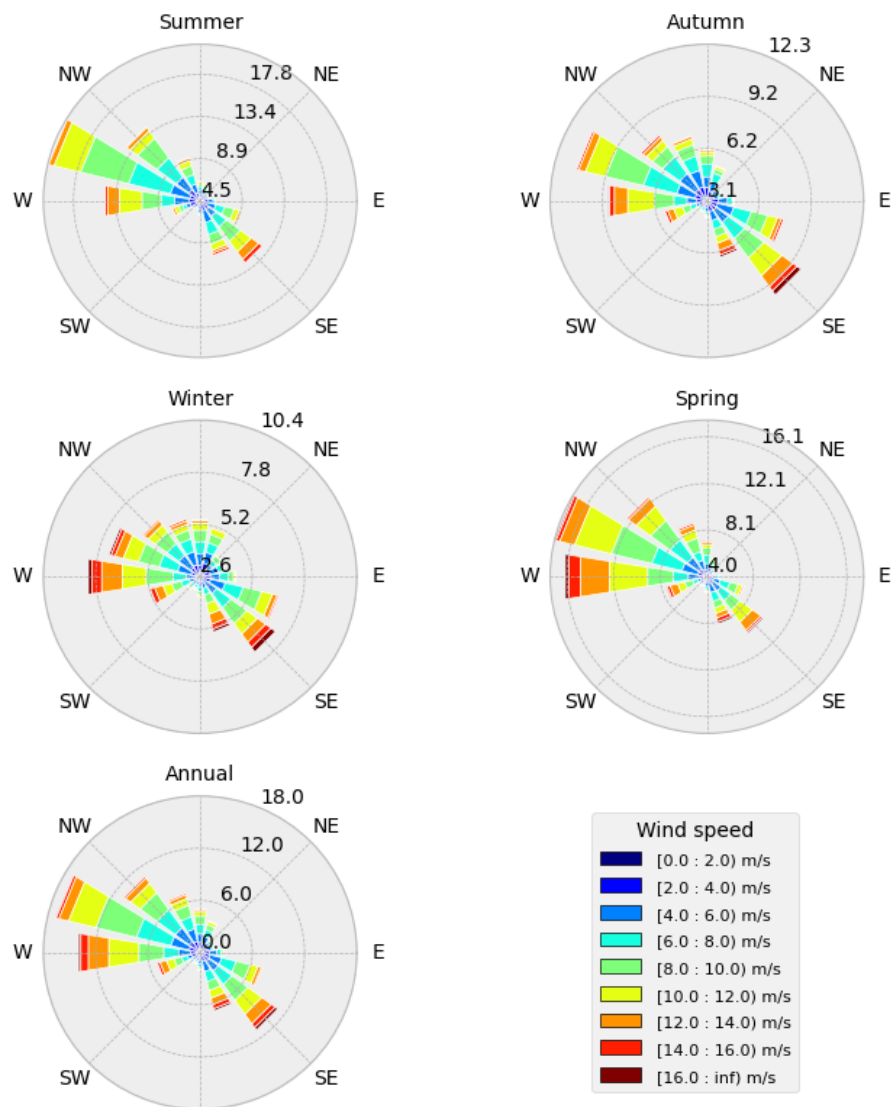 Summer
NW
NE
17.8
13.4
8.9
4.5
W
E
SW
SE
Autumn
12.3
NW
NE
9.2
6.2
3.1
W
E
SW
SE
Winter
10.4
NW
NE
7.8
5.2
2.6
W
E
SW
SE
Spring
16.1
NW
NE
12.1
8.1
4.0
W
E
SW
SE
Annual
18.0
NW
NE
12.0
6.0
0.0
W
E
SW
SE
Wind speed
[0.0 : 2.0) m/s
[2.0 : 4.0) m/s
[4.0 : 6.0) m/s
[6.0 : 8.0) m/s
[8.0 : 10.0) m/s
[10.0 : 12.0) m/s
[12.0 : 14.0) m/s
[14.0 : 16.0) m/s
[16.0 : inf) m/s